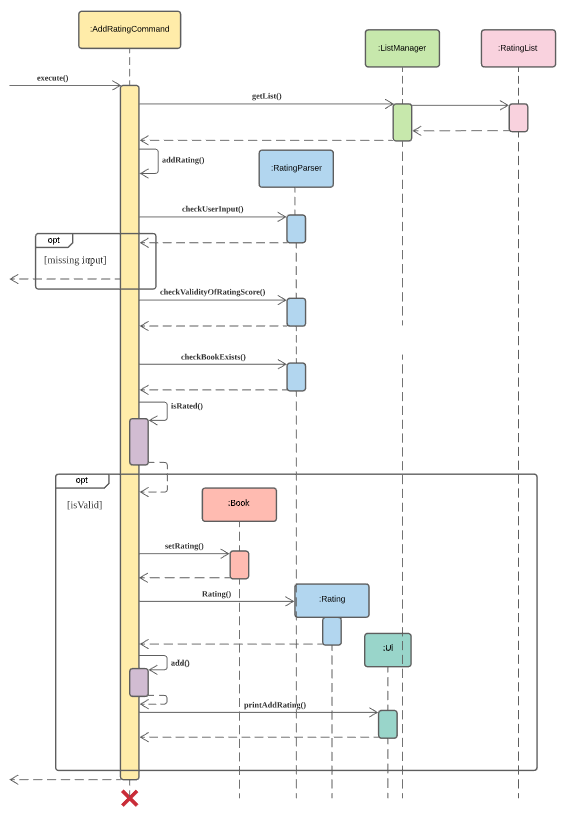 :AddRatingCommand
:ListManager
:RatingList
execute()
getList()
addRating()
:RatingParser
checkUserInput()
opt
[missing input]
checkValidityOfRatingScore()
checkBookExists()
isRated()
opt
[isValid]
:Book
setRating()
Rating()
:Rating
:UI
add()
printAddRating()